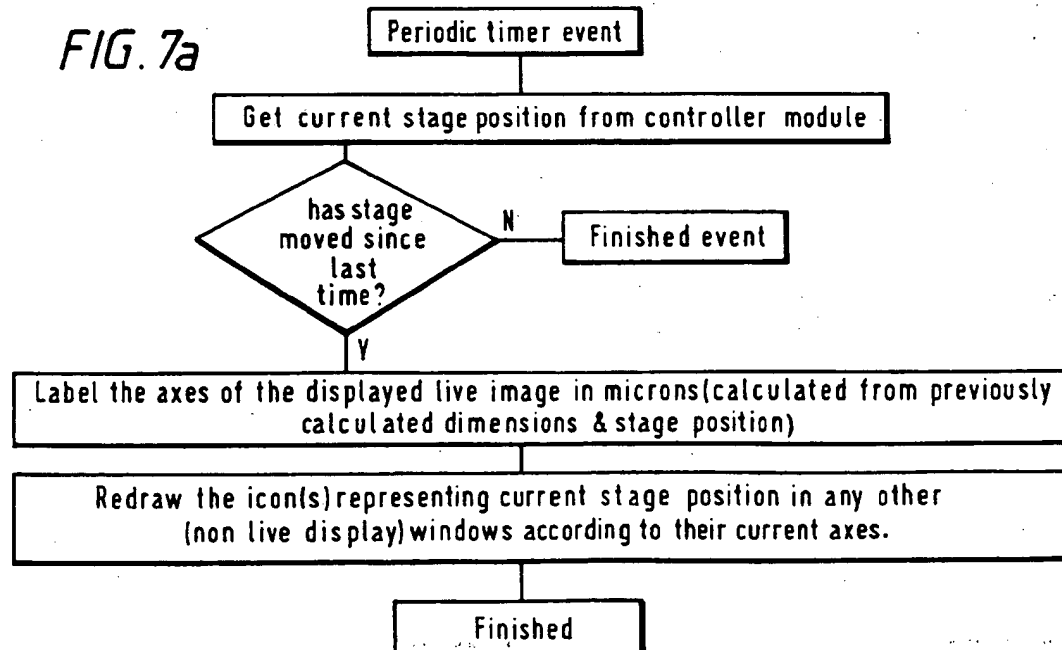 FIG. 7a
Periodic timer event
Get current stage position from controller module
has stage
moved since
last
time?
N
Finished event
Y
Label the axes of the displayed live image in microns(calculated from previously
calculated dimensions & stage position)
Redraw the icon(s) representing current stage position in any other
(non live display) windows according to their current axes.
Finished